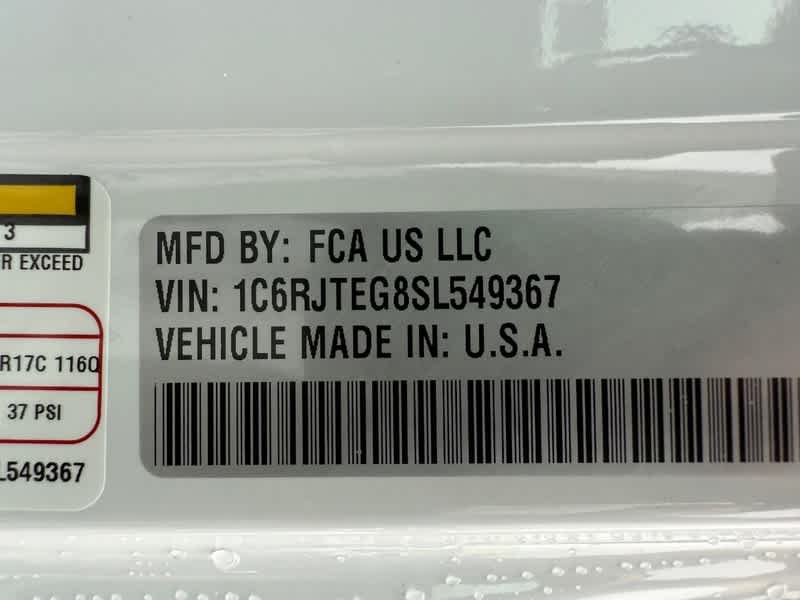 MFD BY: FCA US LLC
VIN: 1C6RJTEG8SL549367
VEHICLE MADE IN: U.S.A.
3
R EXCEED
R17C 116Q
37 PSI
L549367